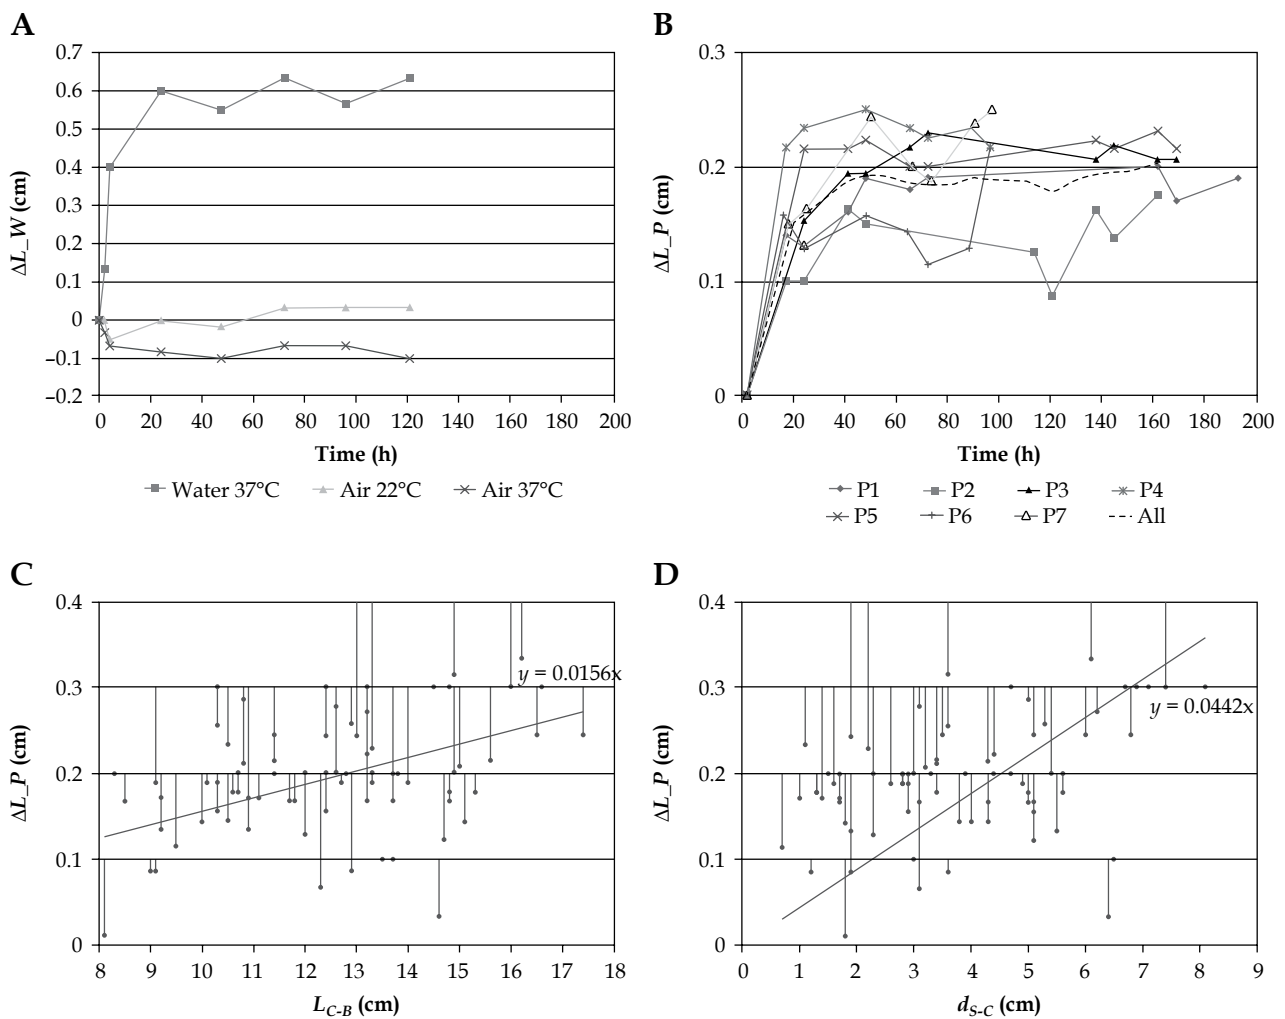 A
0.7
0.6
0.5
0.4
0.3
0.2
0.1
0
–0.1
–0.2
ΔL_W (cm)
0 20 40 60 80 100 120 140 160 180 200
Time (h)
Water 37°C Air 22°C Air 37°C
B
0.3
0.2
0.1
0
ΔL_P (cm)
0 20 40 60 80 100 120 140 160 180 200
Time (h)
P1 P2 P3 P4
P5 P6 P7 All
C
0.4
0.3
0.2
0.1
0
ΔL_P (cm)
y = 0.0156x
8 9 10 11 12 13 14 15 16 17 18
L_C-B (cm)
D
0.4
0.3
0.2
0.1
0
ΔL_P (cm)
y = 0.0442x
0 1 2 3 4 5 6 7 8 9
d_S-C (cm)